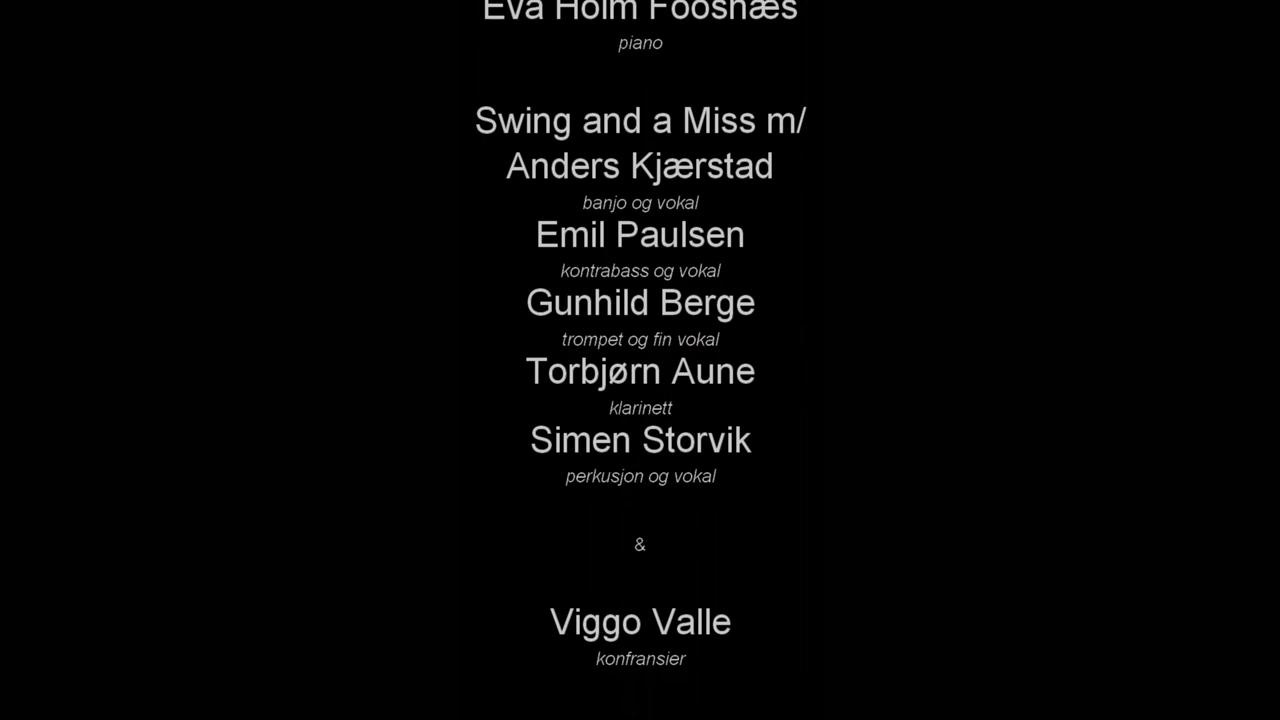 Eva Holm Foosnæs
piano
Swing and a Miss m/
Anders Kjærstad
banjo og vokal
Emil Paulsen
kontrabass og vokal
Gunhild Berge
trompet og fin vokal
Torbjørn Aune
klarinett
Simen Storvik
perkusjon og vokal
&
Viggo Valle
konfransier